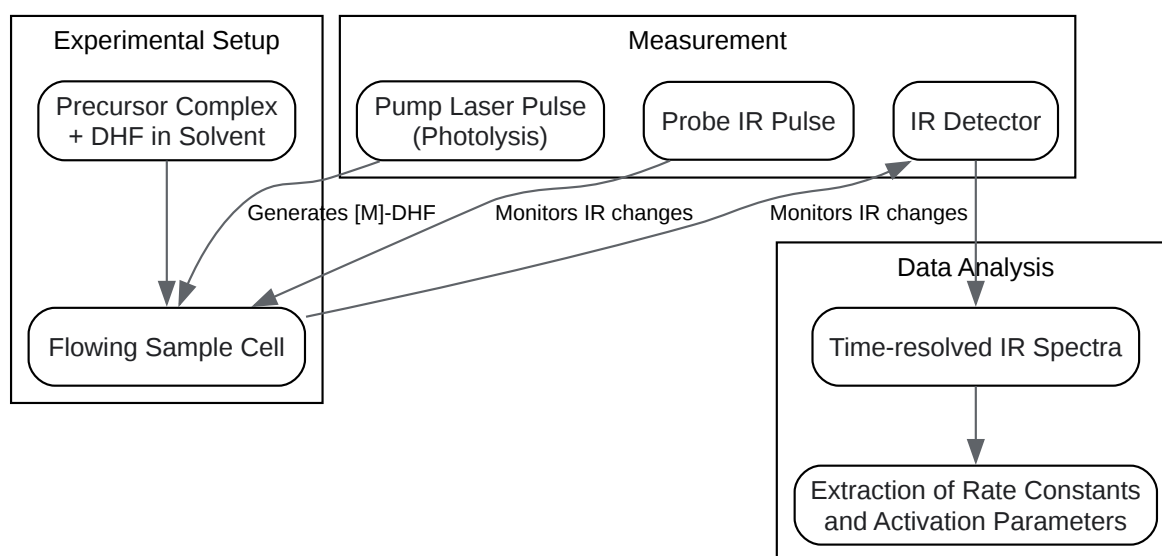 Experimental Setup
Measurement
Precursor Complex
+ DHF in Solvent
Pump Laser Pulse
(Photolysis)
Probe IR Pulse
IR Detector
Generates [M]-DHF
Monitors IR changes
Monitors IR changes
Data Analysis
Flowing Sample Cell
Time-resolved IR Spectra
Extraction of Rate Constants
and Activation Parameters